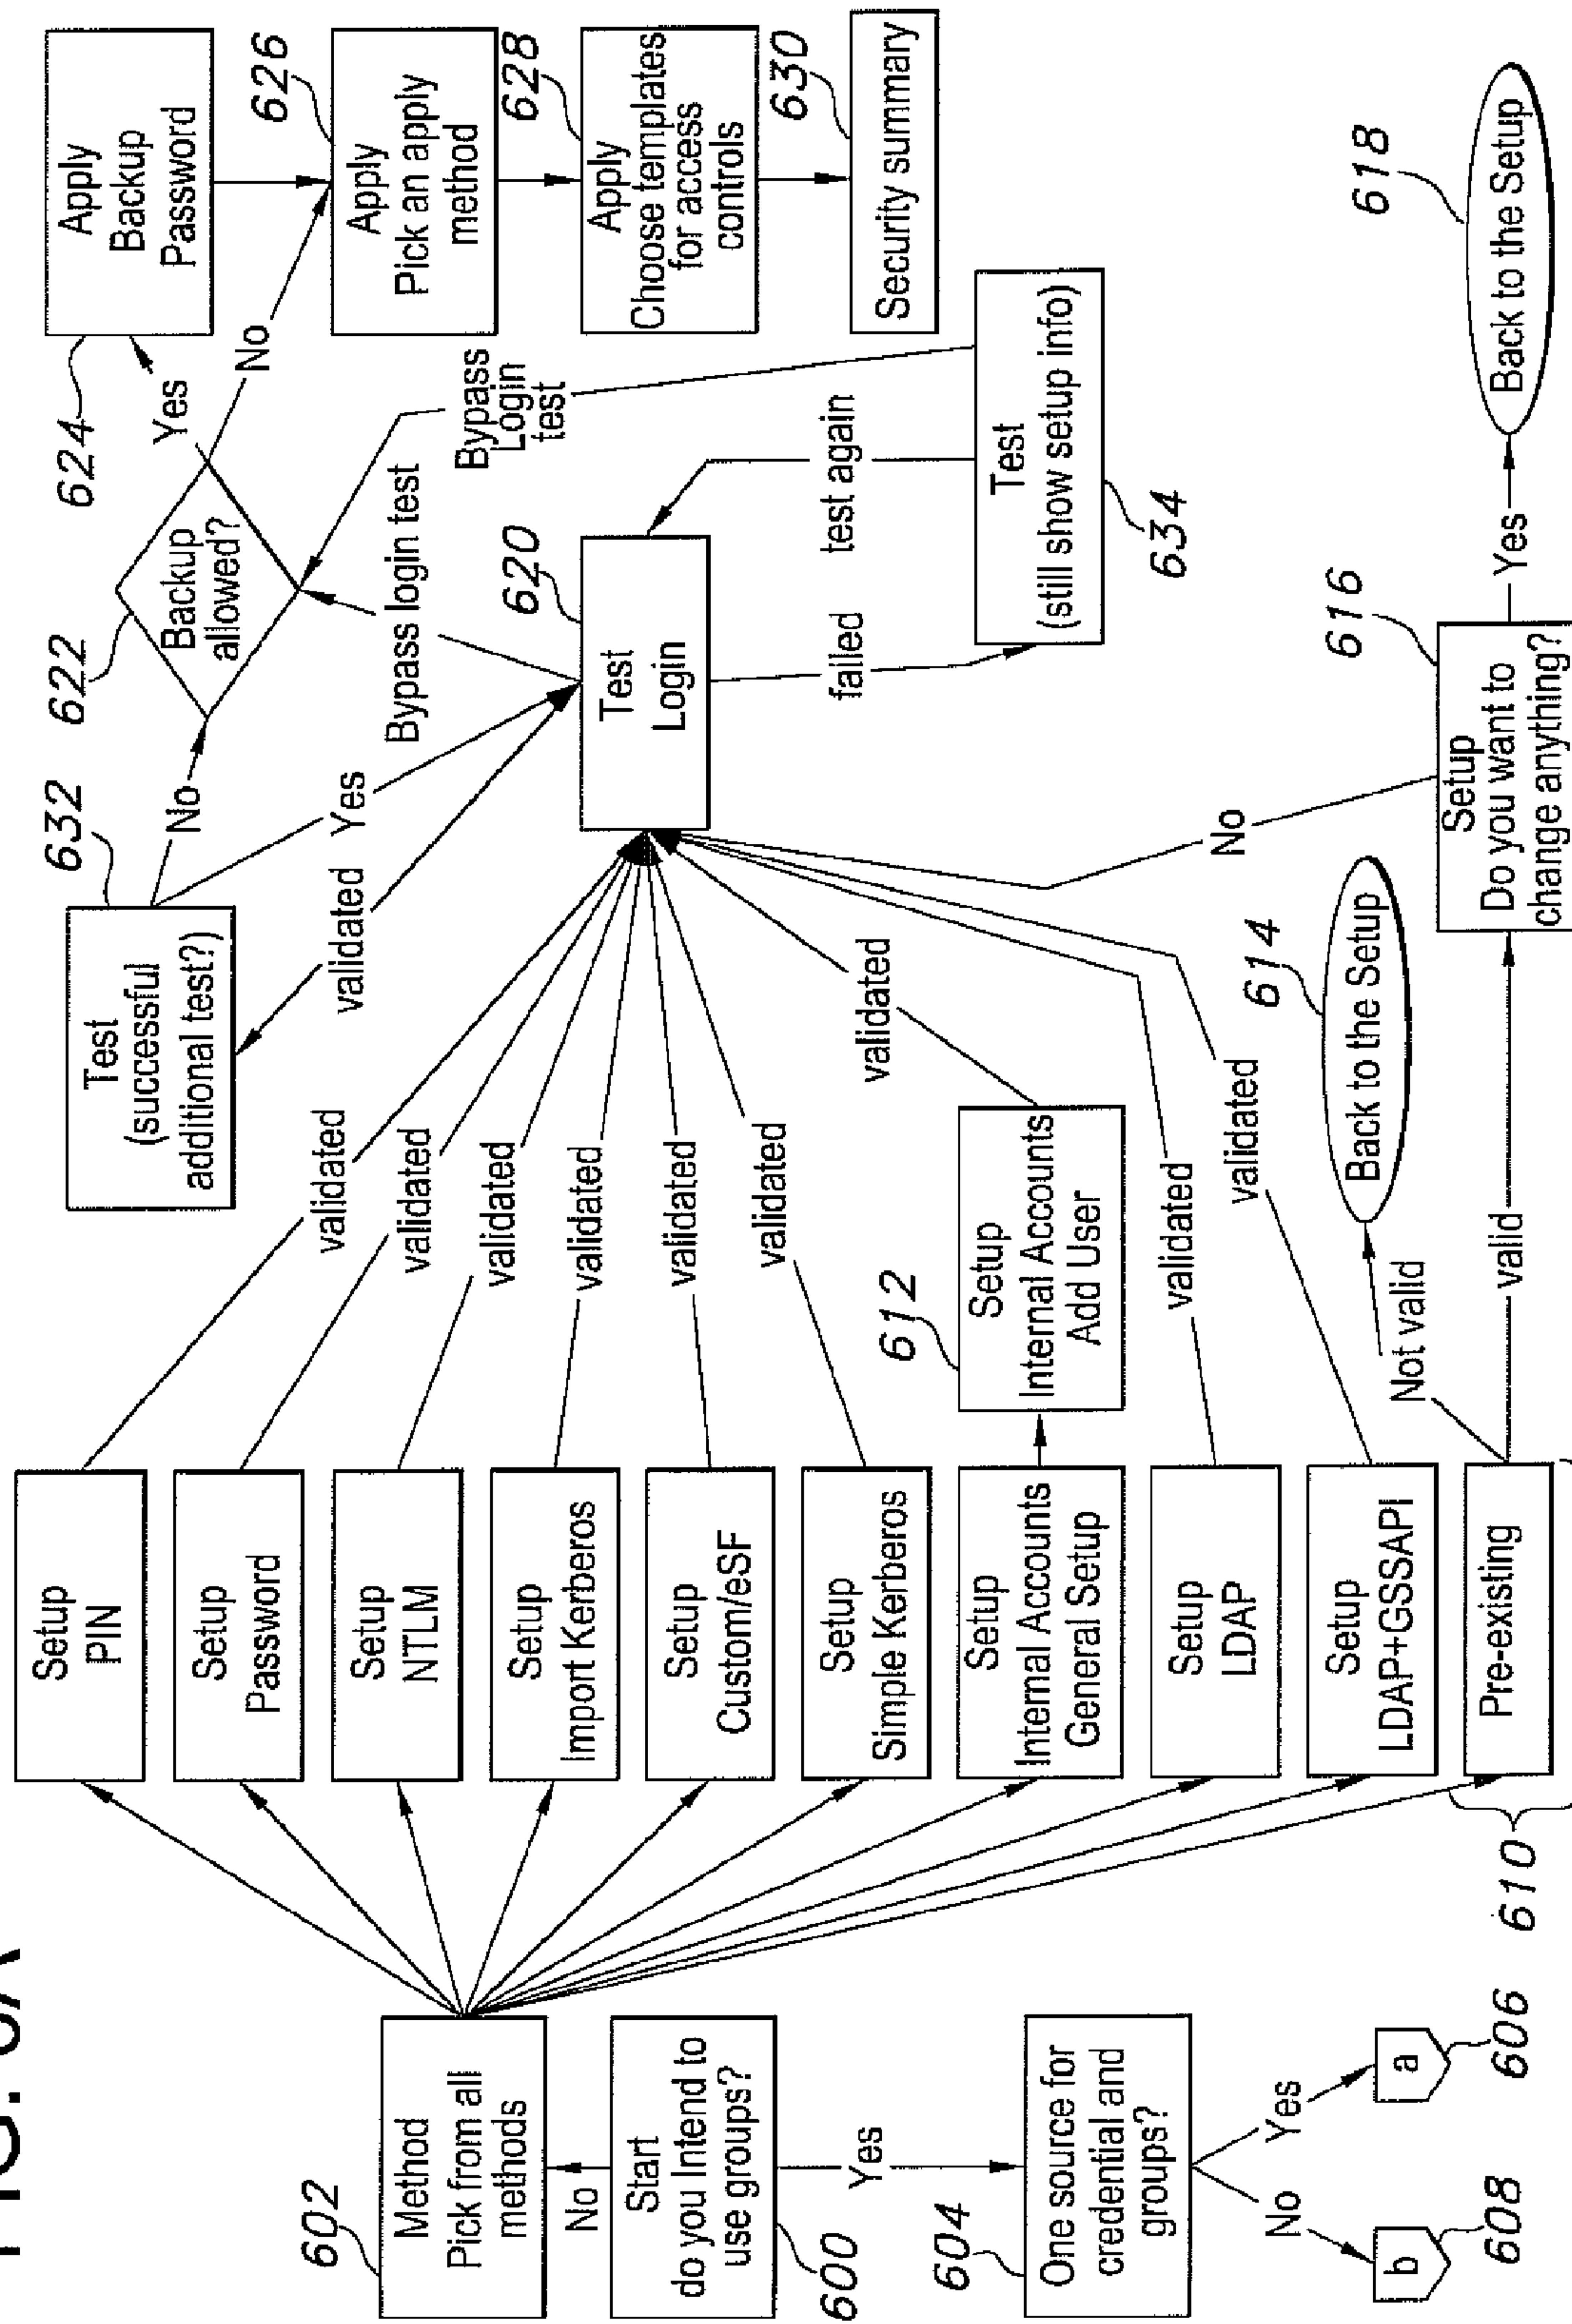 FIG. 6A
602
Method
Pick from all
methods
No
Start
do you Intend to
use groups?
600
Yes
604
One source for
credential and
groups?
No
Yes
b
608
a
606
Setup
PIN
Setup
Password
Setup
NTLM
Setup
Import Kerberos
Setup
Custom/eSF
Setup
Simple Kerberos
Setup
Internal Accounts
General Setup
Setup
LDAP
Setup
LDAP+GSSAPI
Pre-existing
610
612
Setup
Internal Accounts
Add User
validated
validated
validated
validated
validated
validated
validated
validated
validated
Not valid
valid
614
Back to the Setup
616
Setup
Do you want to
change anything?
No
Yes
618
Back to the Setup
632
Test
(successful
additional test?)
validated
No
Yes
620
Test
Login
failed
test again
Test
(still show setup info)
634
Bypass login test
Bypass
Login
test
622
Backup
allowed?
Yes
No
624
Apply
Backup
Password
626
Apply
Pick an apply
method
628
Apply
Choose templates
for access
controls
630
Security summary